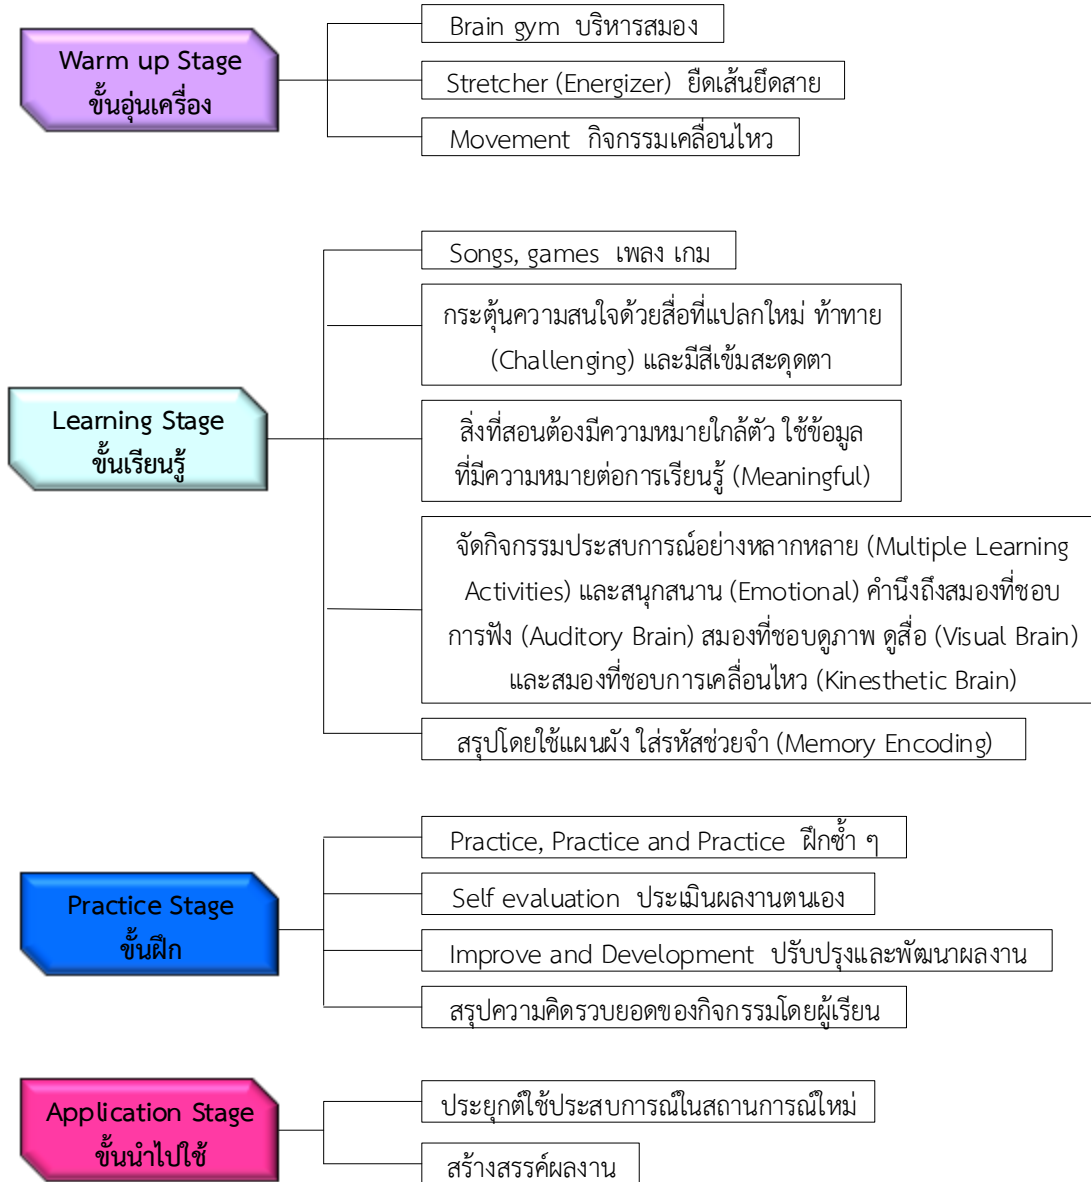 Warm up Stage
ขั้นอุ่นเครื่อง
Brain gym บริหารสมอง
Stretcher (Energizer) ยืดเส้นยืดสาย
Movement กิจกรรมเคลื่อนไหว
Learning Stage
ขั้นเรียนรู้
Songs, games เพลง เกม
กระตุ้นความสนใจด้วยสื่อที่แปลกใหม่ ท้าทาย
(Challenging) และมีสีเข้มสะดุดตา
สิ่งที่สอนต้องมีความหมายใกล้ตัว ใช้ข้อมูล
ที่มีความหมายต่อการเรียนรู้ (Meaningful)
จัดกิจกรรมประสบการณ์อย่างหลากหลาย (Multiple Learning
Activities) และสนุกสนาน (Emotional) คำนึงถึงสมองที่ชอบ
การฟัง (Auditory Brain) สมองที่ชอบดูภาพ ดูสื่อ (Visual Brain)
และสมองที่ชอบการเคลื่อนไหว (Kinesthetic Brain)
สรุปโดยใช้แผนผัง ใส่รหัสช่วยจำ (Memory Encoding)
Practice Stage
ขั้นฝึก
Practice, Practice and Practice ฝึกซ้ำ ๆ
Self evaluation ประเมินผลงานตนเอง
Improve and Development ปรับปรุงและพัฒนาผลงาน
สรุปความคิดรวบยอดของกิจกรรมโดยผู้เรียน
Application Stage
ขั้นนำไปใช้
ประยุกต์ใช้ประสบการณ์ในสถานการณ์ใหม่
สร้างสรรค์ผลงาน